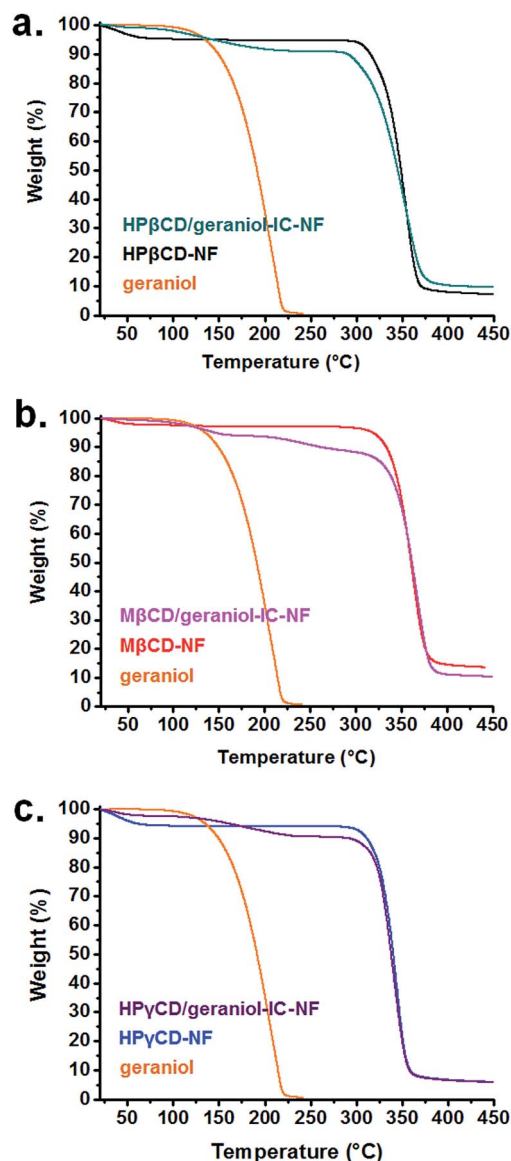 a.
100
90
80
70
60
50
40
30
20
10
0
Weight (%)
HPβCD/geraniol-IC-NF
HPβCD-NF
geraniol
50 100 150 200 250 300 350 400 450
Temperature (°C)
b.
100
90
80
70
60
50
40
30
20
10
0
Weight (%)
MβCD/geraniol-IC-NF
MβCD-NF
geraniol
50 100 150 200 250 300 350 400 450
Temperature (°C)
c.
100
90
80
70
60
50
40
30
20
10
0
Weight (%)
HPγCD/geraniol-IC-NF
HPγCD-NF
geraniol
50 100 150 200 250 300 350 400 450
Temperature (°C)